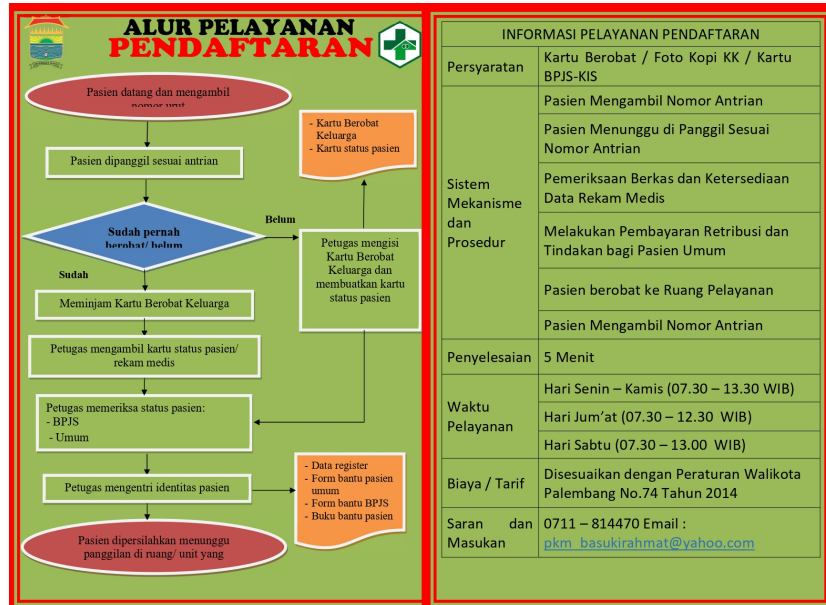 ALUR PELAYANAN
PENDAFTARAN
Pasien datang dan mengambil
nomor urut
Pasien dipanggil sesuai antrian
Sudah pernah
berobat/ belum
Belum
Sudah
- Kartu Berobat
Keluarga
- Kartu status pasien
Petugas mengisi
Kartu Berobat
Keluarga dan
membuatkan kartu
status pasien
Meminjam Kartu Berobat Keluarga
Petugas mengambil kartu status pasien/
rekam medis
Petugas memeriksa status pasien:
- BPJS
- Umum
Petugas mengentri identitas pasien
- Data register
- Form bantu pasien
umum
- Form bantu BPJS
- Buku bantu pasien
Pasien dipersilahkan menunggu
panggilan di ruang/ unit yang
INFORMASI PELAYANAN PENDAFTARAN
Persyaratan
Kartu Berobat / Foto Kopi KK / Kartu
BPJS-KIS
Sistem
Mekanisme
dan
Prosedur
Pasien Mengambil Nomor Antrian
Pasien Menunggu di Panggil Sesuai
Nomor Antrian
Pemeriksaan Berkas dan Ketersediaan
Data Rekam Medis
Melakukan Pembayaran Retribusi dan
Tindakan bagi Pasien Umum
Pasien berobat ke Ruang Pelayanan
Pasien Mengambil Nomor Antrian
Penyelesaian
5 Menit
Waktu
Pelayanan
Hari Senin – Kamis (07.30 – 13.30 WIB)
Hari Jum’at (07.30 – 12.30 WIB)
Hari Sabtu (07.30 – 13.00 WIB)
Biaya / Tarif
Disesuaikan dengan Peraturan Walikota
Palembang No.74 Tahun 2014
Saran dan
Masukan
0711 – 814470 Email :
pkm_basukirahmat@yahoo.com